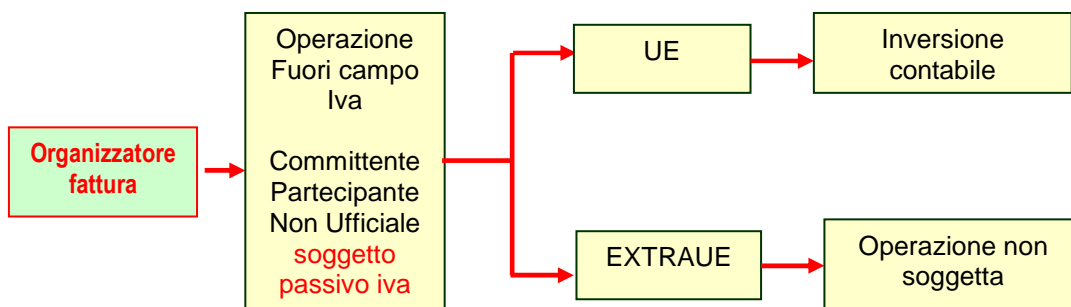 Organizzatore
fattura
Operazione
Fuori campo
Iva
Committente
Partecipante
Non Ufficiale
soggetto
passivo iva
UE
Inversione
contabile
EXTRAUE
Operazione non
soggetta